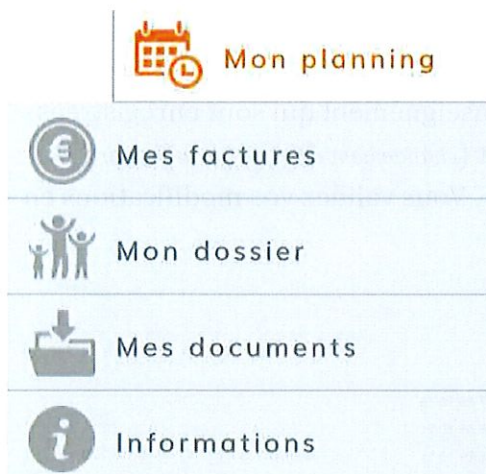 Mon planning
Mes factures
Mon dossier
Mes documents
Informations